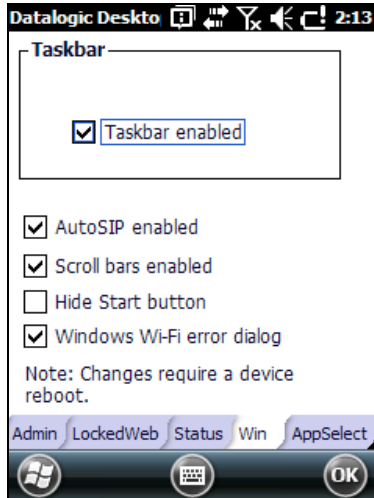 Datalogic Deskto 2:13
Taskbar
Taskbar enabled
AutoSIP enabled
Scroll bars enabled
Hide Start button
Windows Wi-Fi error dialog
Note: Changes require a device
reboot.
Admin LockedWeb Status Win AppSelect
OK